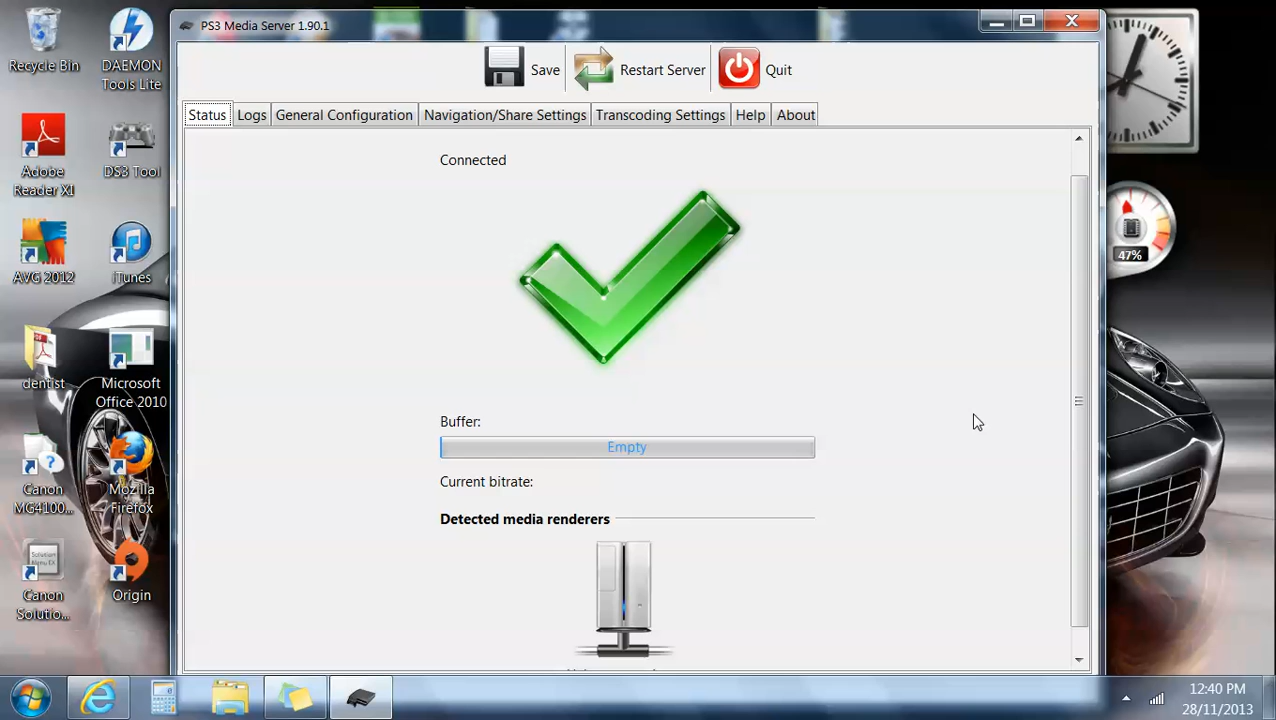 PS3 Media Server 1.90.1
Save
Restart Server
Quit
Status
Logs
General Configuration
Navigation/Share Settings
Transcoding Settings
Help
About
Connected
Buffer:
Empty
Current bitrate:
Detected media renderers
Recycle Bin
DAEMON
Tools Lite
Adobe
Reader XI
DS3 Tool
AVG 2012
iTunes
dentist
Microsoft
Office 2010
Canon
MG4100...
Mozilla
Firefox
Solution
Menu EX
Canon
Solutio...
Origin
47%
12:40 PM
28/11/2013